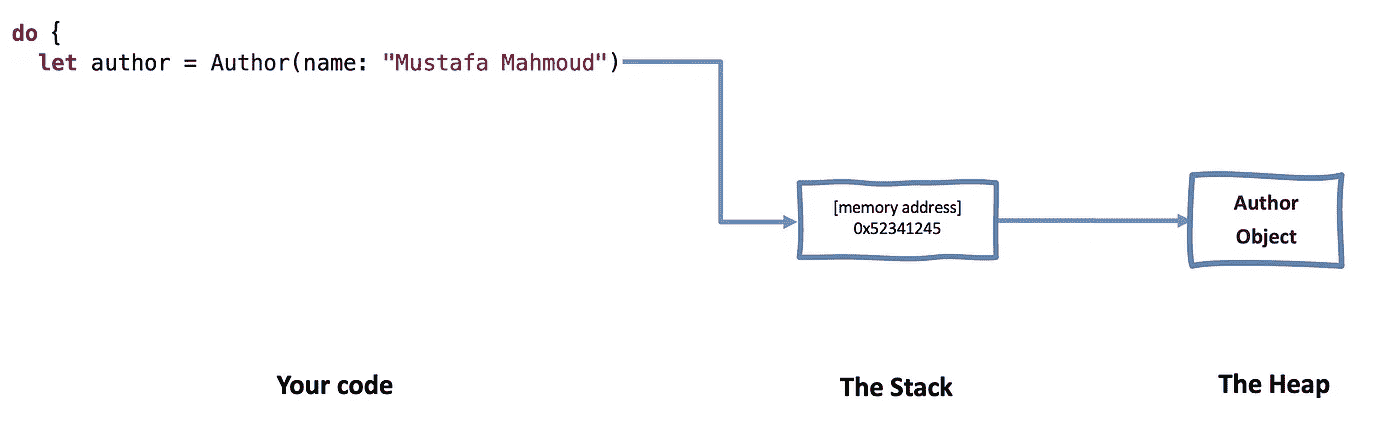 do {
let author = Author(name: "Mustafa Mahmoud")
[memory address]
0x52341245
Author
Object
Your code
The Stack
The Heap